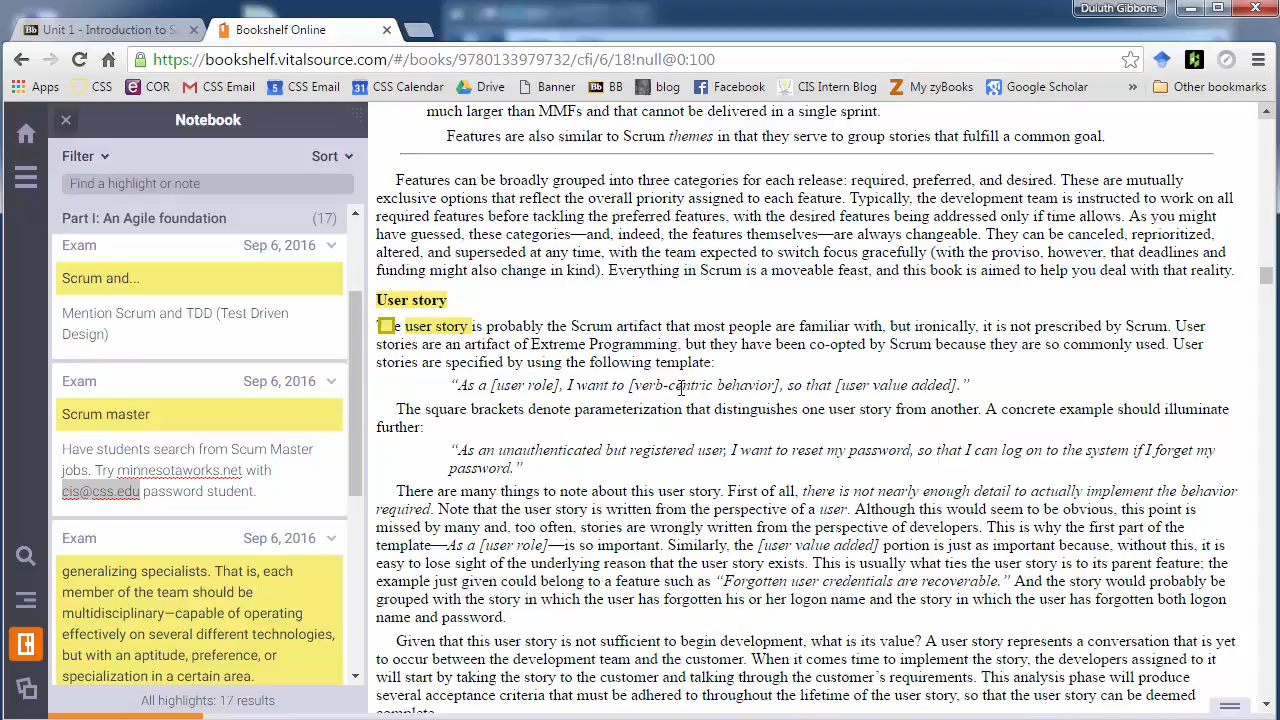 Duluth Gibbons
Unit 1 - Introduction to S
Bookshelf Online
https://bookshelf.vitalsource.com/#/books/9780133979732/cfi/6/18!null@0:100
Apps CSS COR CSS Email CSS Email CSS Calendar Drive Banner BB blog Facebook CIS Intern Blog My zyBooks Google Scholar » Other bookmarks
Notebook
Filter Sort
Find a highlight or note
Part I: An Agile foundation (17)
Exam Sep 6, 2016
Scrum and...
Mention Scrum and TDD (Test Driven
Design)
Exam Sep 6, 2016
Scrum master
Have students search from Scum Master
jobs. Try minnesotaworks.net with
cis@css.edu password student.
Exam Sep 6, 2016
generalizing specialists. That is, each
member of the team should be
multidisciplinary—capable of operating
effectively on several different technologies,
but with an aptitude, preference, or
specialization in a certain area.
All highlights: 17 results
much larger than MMFs and that cannot be delivered in a single sprint.
Features are also similar to Scrum themes in that they serve to group stories that fulfill a common goal.
Features can be broadly grouped into three categories for each release: required, preferred, and desired. These are mutually
exclusive options that reflect the overall priority assigned to each feature. Typically, the development team is instructed to work on all
required features before tackling the preferred features, with the desired features being addressed only if time allows. As you might
have guessed, these categories—and, indeed, the features themselves—are always changeable. They can be canceled, reprioritized,
altered, and superseded at any time, with the team expected to switch focus gracefully (with the proviso, however, that deadlines and
funding might also change in kind). Everything in Scrum is a moveable feast, and this book is aimed to help you deal with that reality.
User story
The user story is probably the Scrum artifact that most people are familiar with, but ironically, it is not prescribed by Scrum. User
stories are an artifact of Extreme Programming, but they have been co-opted by Scrum because they are so commonly used. User
stories are specified by using the following template:
“As a [user role], I want to [verb-centric behavior], so that [user value added].”
The square brackets denote parameterization that distinguishes one user story from another. A concrete example should illuminate
further:
“As an unauthenticated but registered user, I want to reset my password, so that I can log on to the system if I forget my
password.”
There are many things to note about this user story. First of all, there is not nearly enough detail to actually implement the behavior
required. Note that the user story is written from the perspective of a user. Although this would seem to be obvious, this point is
missed by many and, too often, stories are wrongly written from the perspective of developers. This is why the first part of the
template—As a [user role]—is so important. Similarly, the [user value added] portion is just as important because, without this, it is
easy to lose sight of the underlying reason that the user story exists. This is usually what ties the user story to its parent feature; the
example just given could belong to a feature such as “Forgotten user credentials are recoverable.” And the story would probably be
grouped with the story in which the user has forgotten his or her logon name and the story in which the user has forgotten both logon
name and password.
Given that this user story is not sufficient to begin development, what is its value? A user story represents a conversation that is yet
to occur between the development team and the customer. When it comes time to implement the story, the developers assigned to it
will start by taking the story to the customer and talking through the customer’s requirements. This analysis phase will produce
several acceptance criteria that must be adhered to throughout the lifetime of the user story, so that the user story can be deemed
complete.